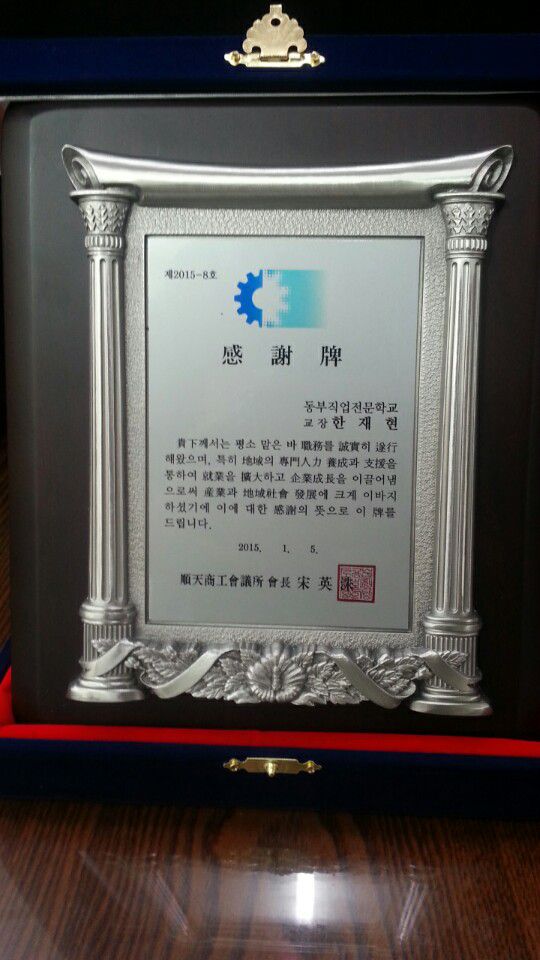 제2015-8호
感謝牌
동부직업전문학교
교장 한재현
貴下께서는 평소 맡은 바 職務를 誠實히 遂行
해왔으며, 특히 地域의 專門人力 養成과 支援을
통하여 就業을 擴大하고 企業成長을 이끌어냄
으로써 産業과 地域社會 發展에 크게 이바지
하셨기에 이에 대한 感謝의 뜻으로 이 牌를
드립니다.
2015. 1. 5.
順天商工會議所 會長 宋英洙